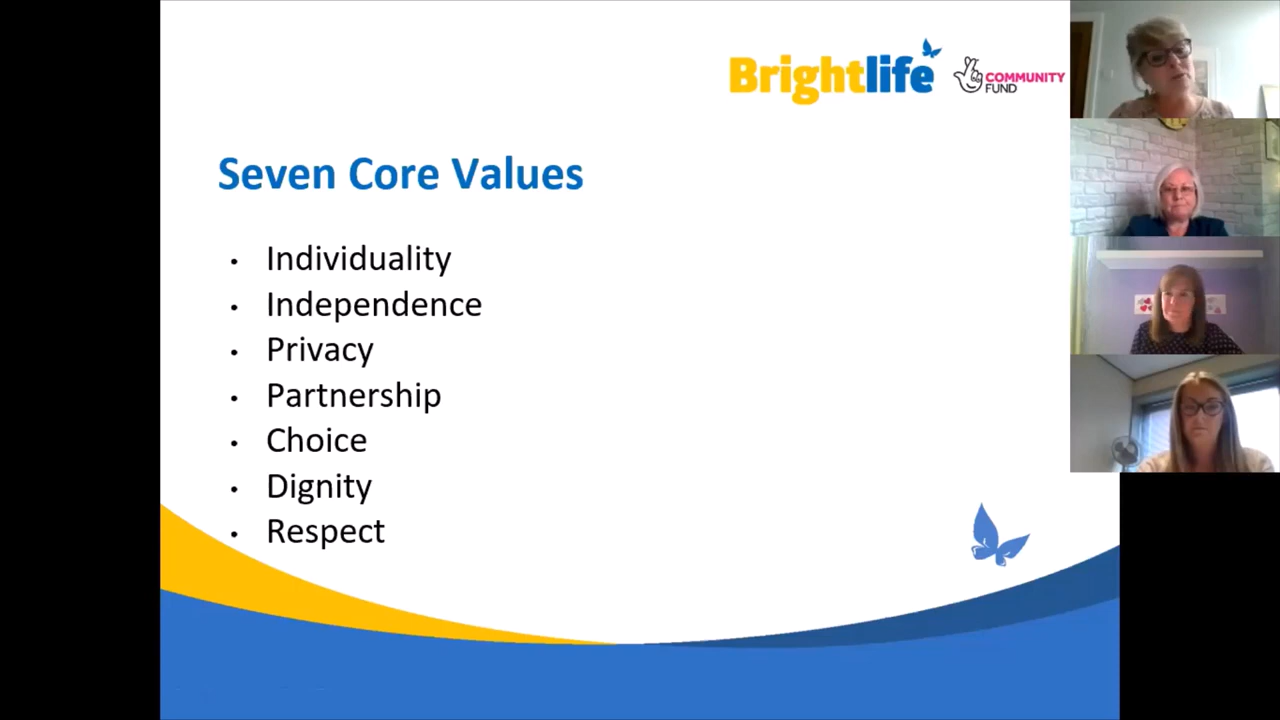 Brightlife
COMMUNITY
FUND
Seven Core Values
• Individuality
• Independence
• Privacy
• Partnership
• Choice
• Dignity
• Respect